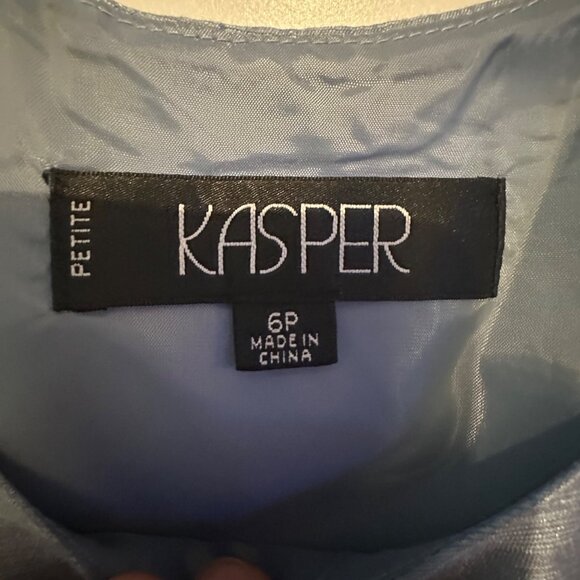 PETITE
KASPER
6P
MADE IN
CHINA